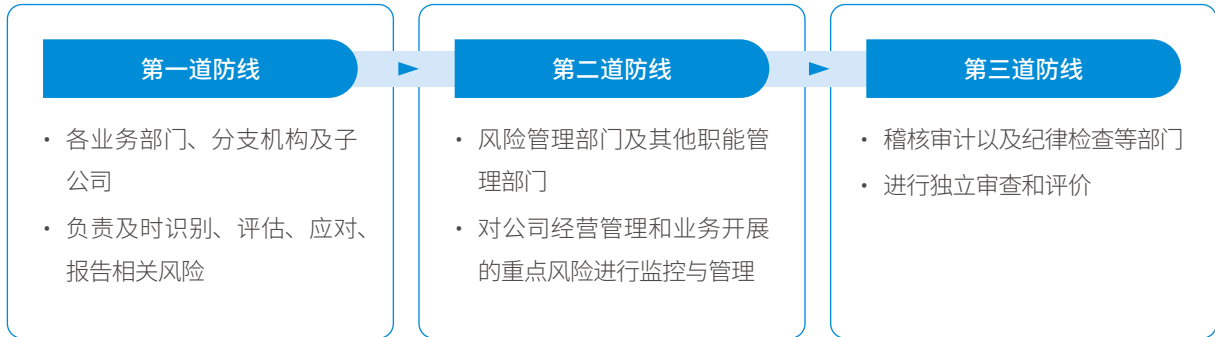 第一道防线
• 各业务部门、分支机构及子
公司
• 负责及时识别、评估、应对、
报告相关风险
第二道防线
• 风险管理部门及其他职能管
理部门
• 对公司经营管理和业务开展
的重点风险进行监控与管理
第三道防线
• 稽核审计以及纪律检查等部门
• 进行独立审查和评价